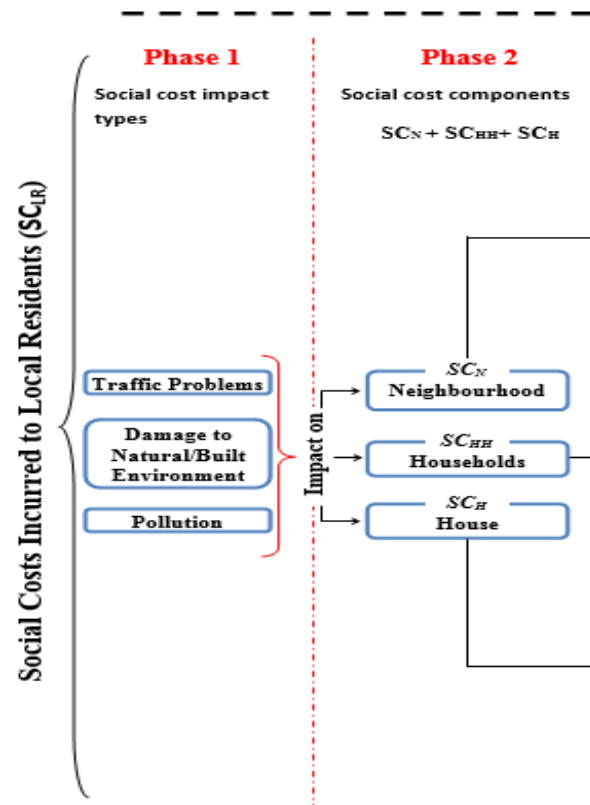 Social Costs Incurred to Local Residents (SCLR)
Phase 1
Social cost impact
types
Traffic Problems
Damage to
Natural/Built
Environment
Pollution
Impact on
Phase 2
Social cost components
SCN + SCHH+ SCH
SCN
Neighbourhood
SCHH
Households
SCH
House